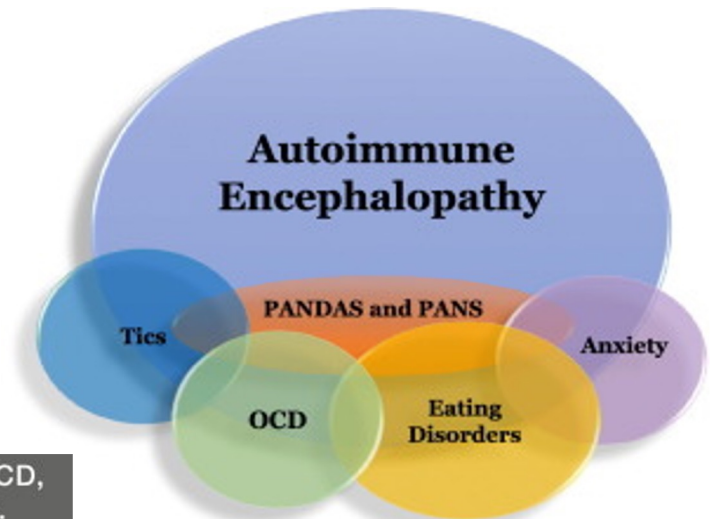 Autoimmune
Encephalopathy
PANDAS and PANS
Tics
Anxiety
OCD
Eating
Disorders
CD,